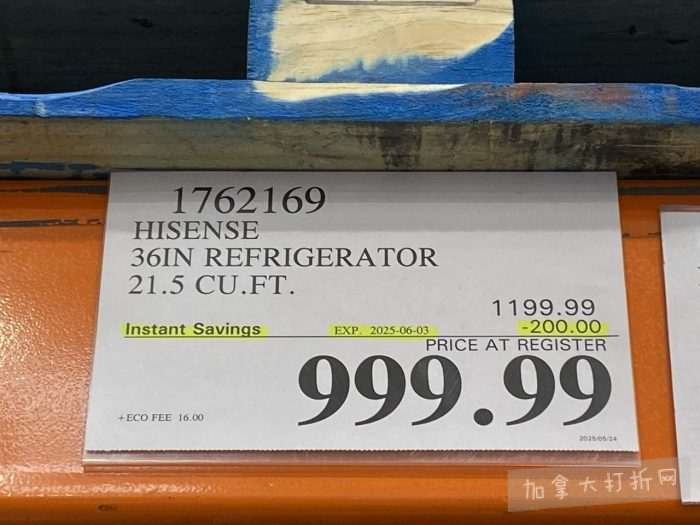 1762169
HISENSE
36IN REFRIGERATOR
21.5 CU.FT.
1199.99
Instant Savings EXP. 2025-06-03 -200.00
PRICE AT REGISTER
999.99
+ECO FEE 16.00
2025/05/24
加拿大打折网